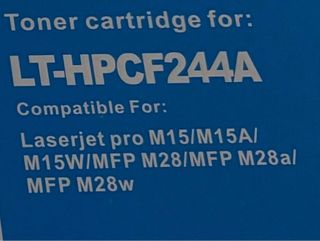 Toner cartridge for:
LT-HPCF244A
Compatible For:
Laserjet pro M15/M15A/
M15W/MFP M28/MFP M28a/
MFP M28w